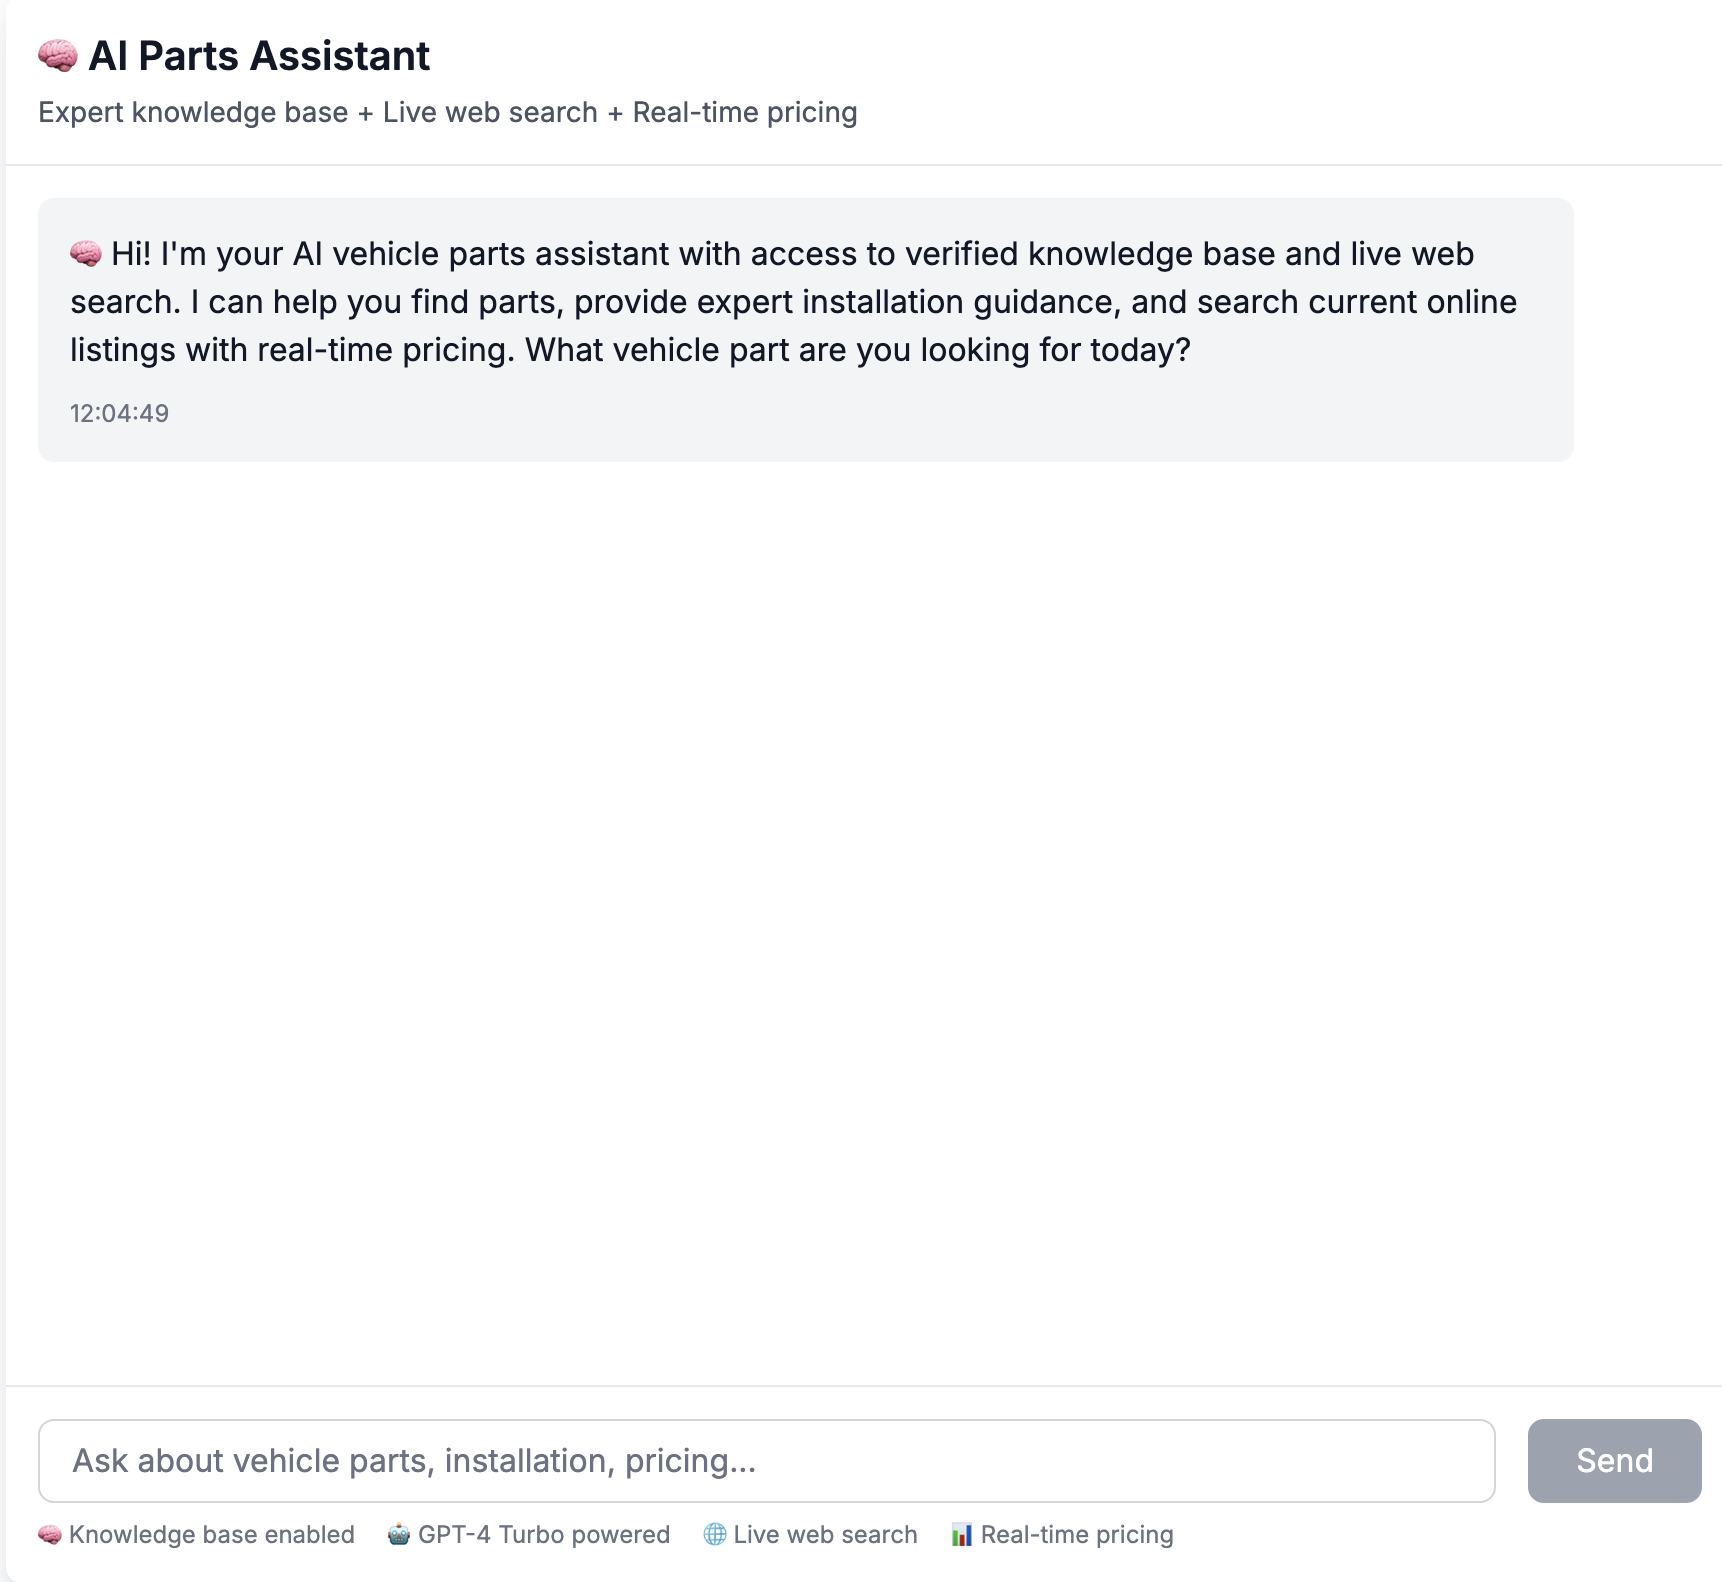 AI Parts Assistant
Expert knowledge base + Live web search + Real-time pricing
Hi! I'm your AI vehicle parts assistant with access to verified knowledge base and live web
search. I can help you find parts, provide expert installation guidance, and search current online
listings with real-time pricing. What vehicle part are you looking for today?
12:04:49
Ask about vehicle parts, installation, pricing...
Send
Knowledge base enabled GPT-4 Turbo powered Live web search Real-time pricing